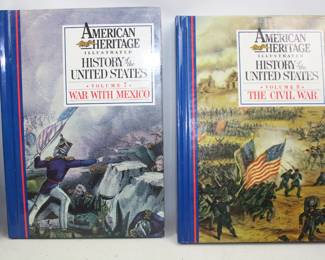 AMERICAN
HERITAGE
ILLUSTRATED
HISTORY OF THE
UNITED STATES
VOLUME 7
WAR WITH MEXICO
AMERICAN
HERITAGE
ILLUSTRATED
HISTORY OF THE
UNITED STATES
VOLUME 8
THE CIVIL WAR